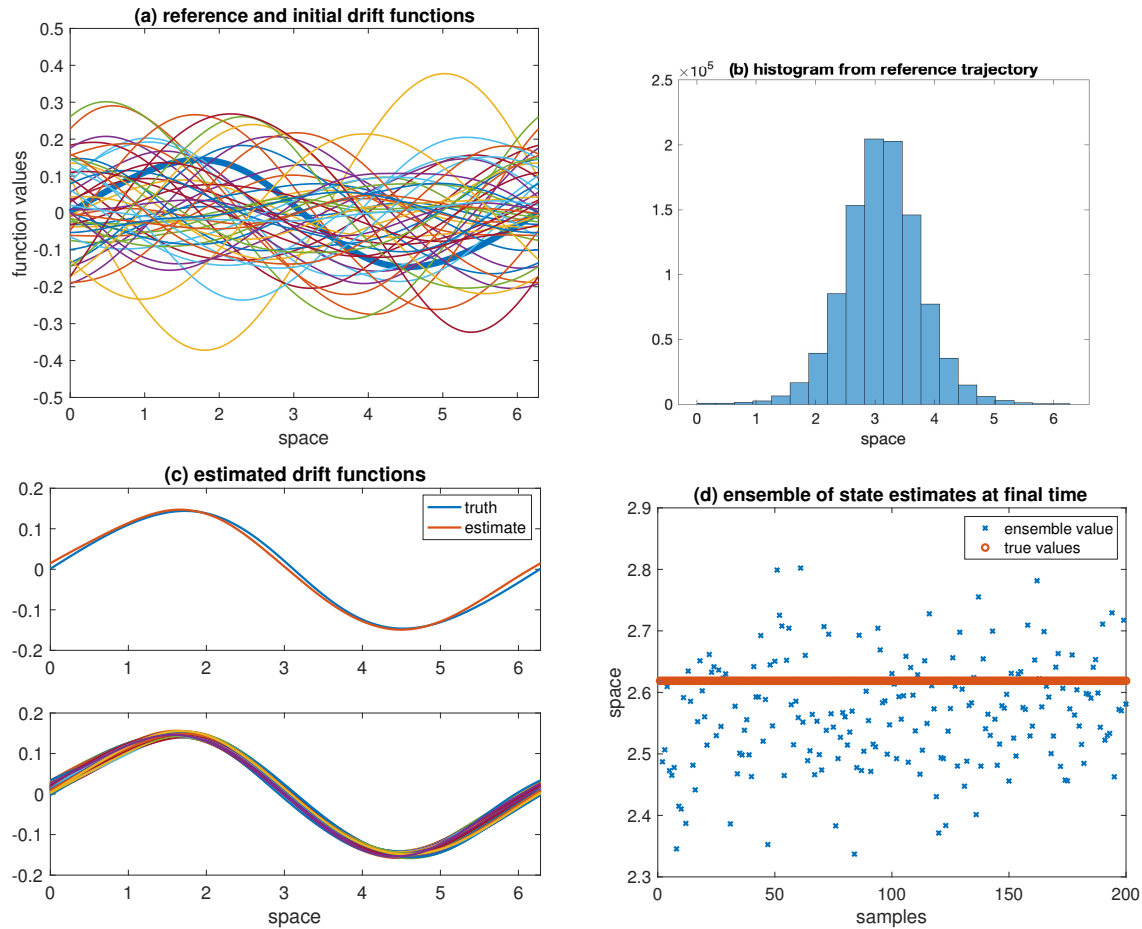 (a) reference and initial drift functions
0.5
0.4
0.3
0.2
0.1
0
-0.1
-0.2
-0.3
-0.4
-0.5
function values
0 1 2 3 4 5 6
space
(b) histogram from reference trajectory
×10⁵
2.5
2
1.5
1
0.5
0
0 1 2 3 4 5 6
space
(c) estimated drift functions
0.2
0.1
0
-0.1
-0.2
truth
estimate
0 1 2 3 4 5 6
0.2
0.1
0
-0.1
-0.2
0 1 2 3 4 5 6
space
(d) ensemble of state estimates at final time
2.9
2.8
2.7
2.6
2.5
2.4
2.3
space
ensemble value
true values
0 50 100 150 200
samples